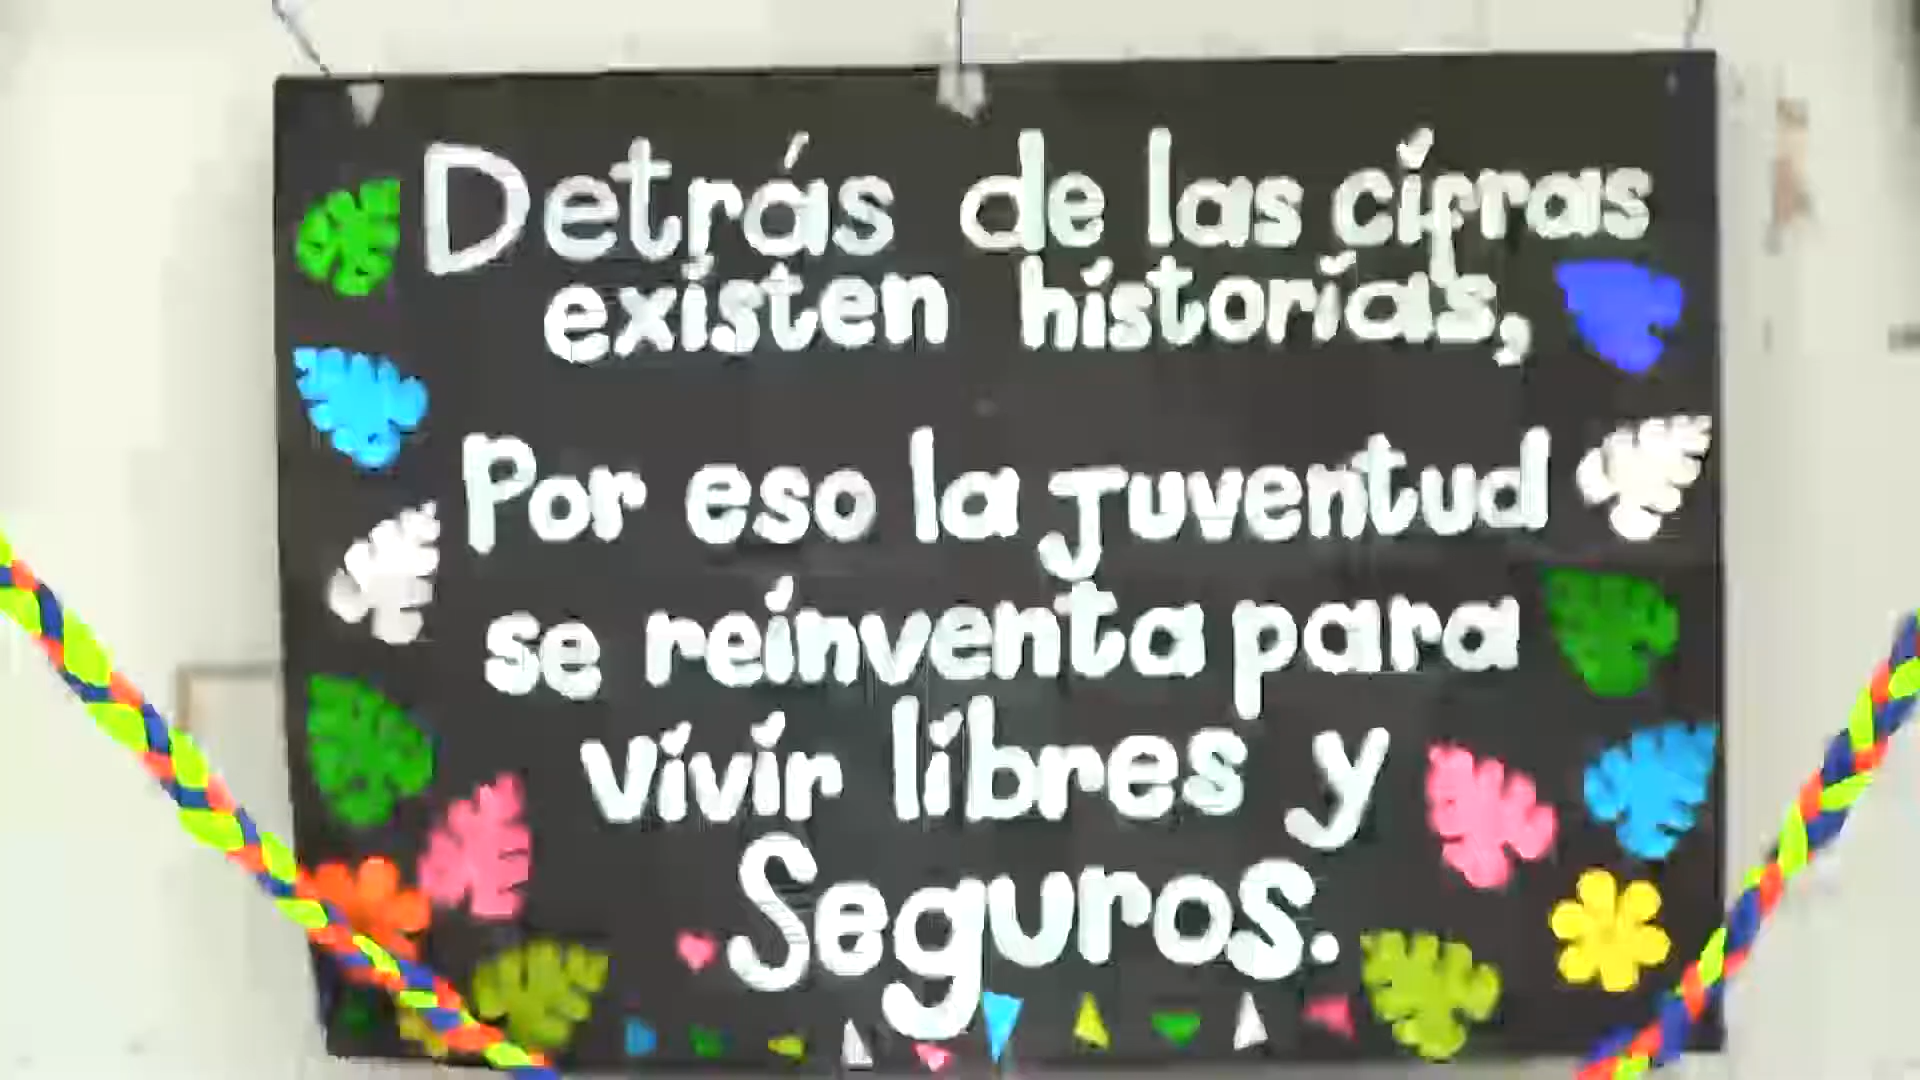 Detrás de las cifras
existen historias,
Por eso la Juventud
se reinventa para
vivir libres y
Seguros.